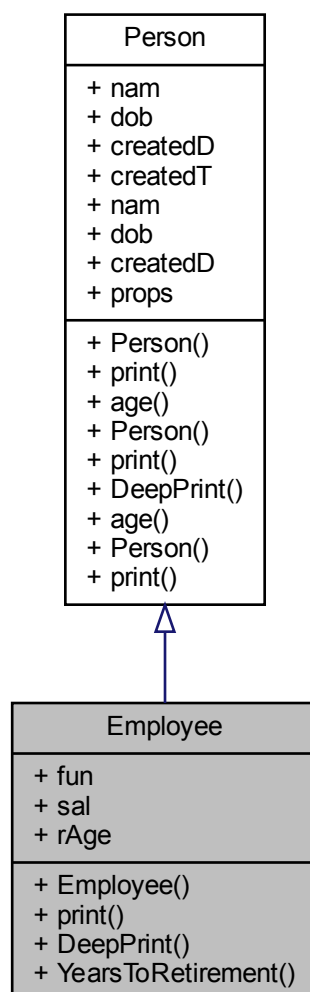 Person
+ nam
+ dob
+ createdD
+ createdT
+ nam
+ dob
+ createdD
+ props
+ Person()
+ print()
+ age()
+ Person()
+ print()
+ DeepPrint()
+ age()
+ Person()
+ print()
Employee
+ fun
+ sal
+ rAge
+ Employee()
+ print()
+ DeepPrint()
+ YearsToRetirement()